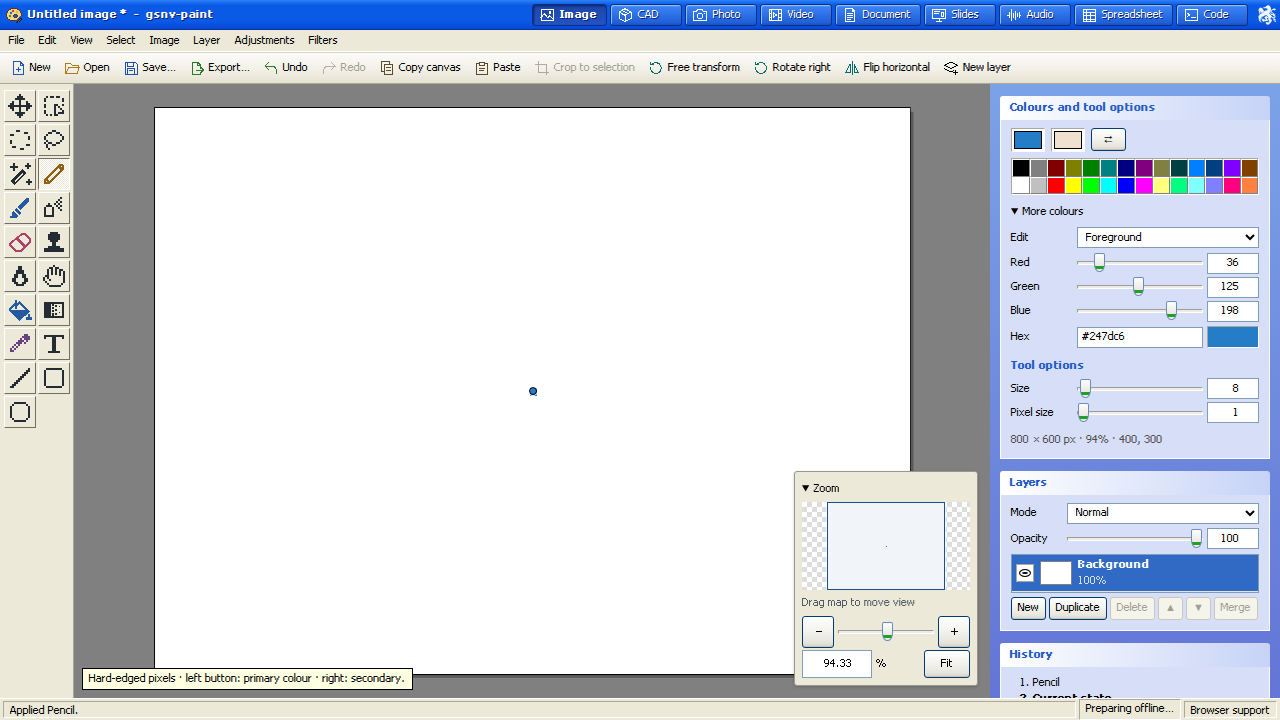 Untitled image * - gsnv-paint
Image
CAD
Photo
Video
Document
Slides
Audio
Spreadsheet
Code
File Edit View Select Image Layer Adjustments Filters
New Open Save... Export... Undo Redo Copy canvas Paste Crop to selection Free transform Rotate right Flip horizontal New layer
Colours and tool options
More colours
Edit Foreground
Red 36
Green 125
Blue 198
Hex #247dc6
Tool options
Size 8
Pixel size 1
800 × 600 px · 94% · 400, 300
Layers
Mode Normal
Opacity 100
Background
100%
New Duplicate Delete ▲ ▼ Merge
History
1. Pencil
2. Current state
Zoom
Drag map to move view
− +
94.33 % Fit
Hard-edged pixels · left button: primary colour · right: secondary.
Applied Pencil.
Preparing offline...
Browser support